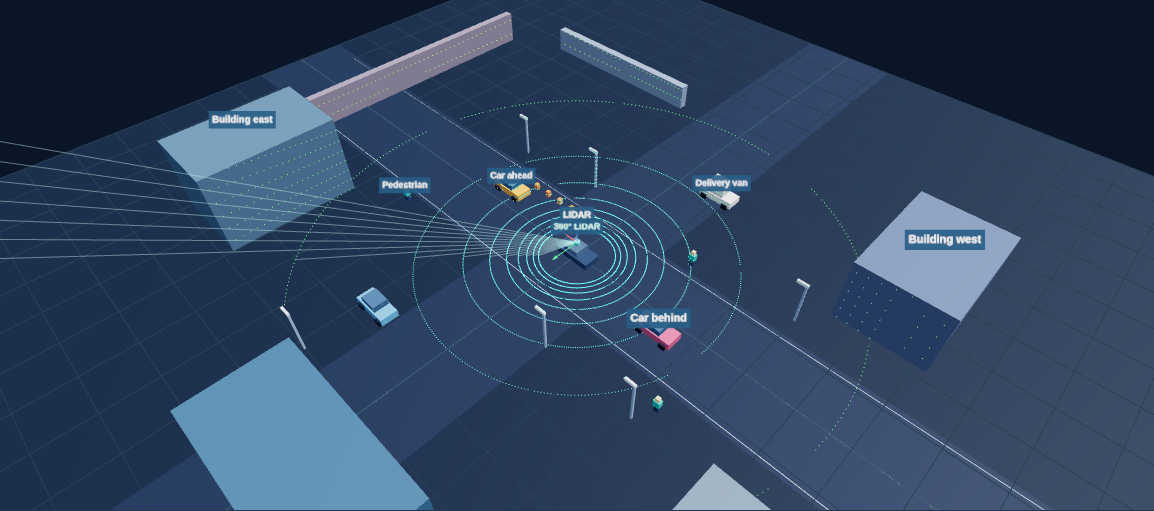 Building east
Car ahead
Pedestrian
Delivery van
LIDAR
360° LIDAR
Building west
Car behind